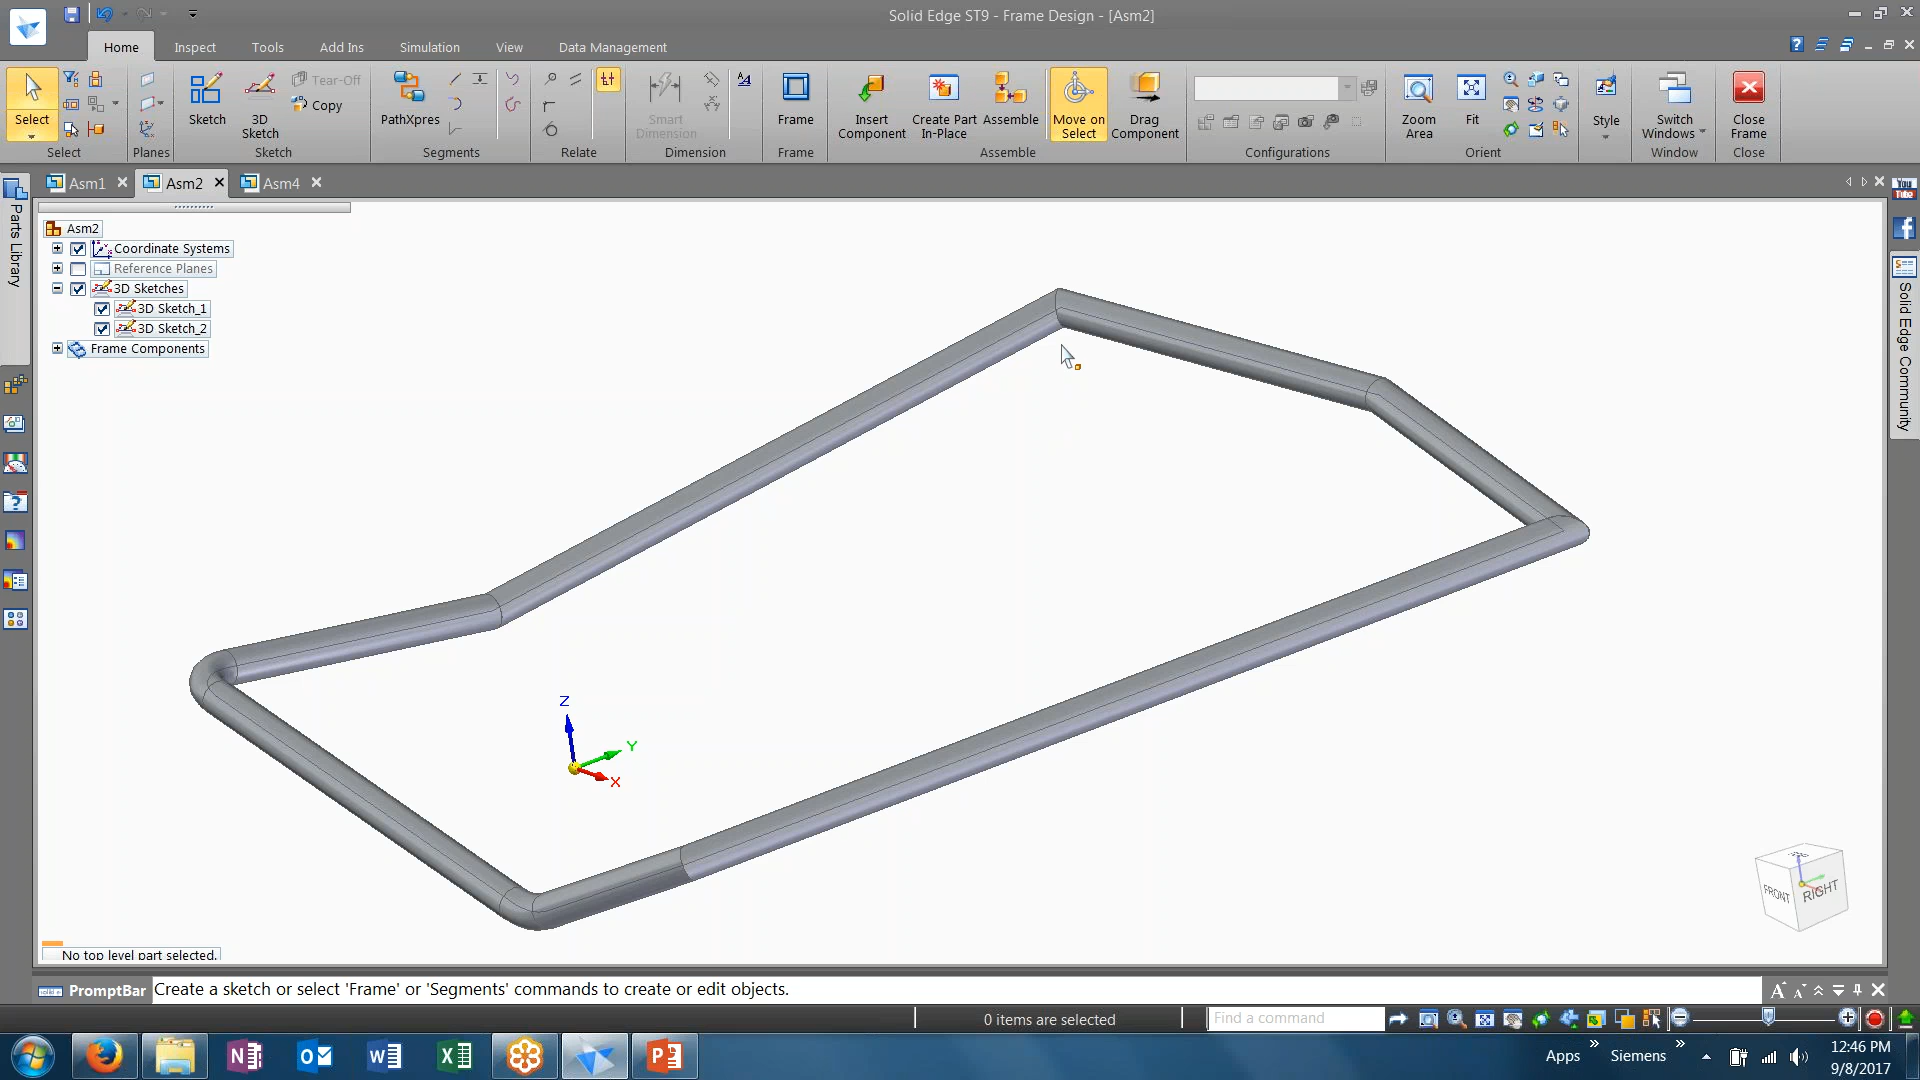 Solid Edge ST9 - Frame Design - [Asm2]
Home Inspect Tools Add Ins Simulation View Data Management
Select
Sketch
3D Sketch
Tear-Off
Copy
PathXpres
Smart Dimension
Frame
Insert Component
Create Part In-Place
Assemble
Move on Select
Drag Component
Zoom Area
Fit
Style
Switch Windows
Close Frame
Select Planes Sketch Segments Relate Dimension Frame Assemble Configurations Orient Window Close
Asm1 Asm2 Asm4
Parts Library
Asm2
Coordinate Systems
Reference Planes
3D Sketches
3D Sketch_1
3D Sketch_2
Frame Components
You Tube
Solid Edge Community
Z
Y
X
FRONT RIGHT
No top level part selected.
PromptBar Create a sketch or select 'Frame' or 'Segments' commands to create or edit objects.
0 items are selected
Find a command
Apps Siemens
12:46 PM
9/8/2017